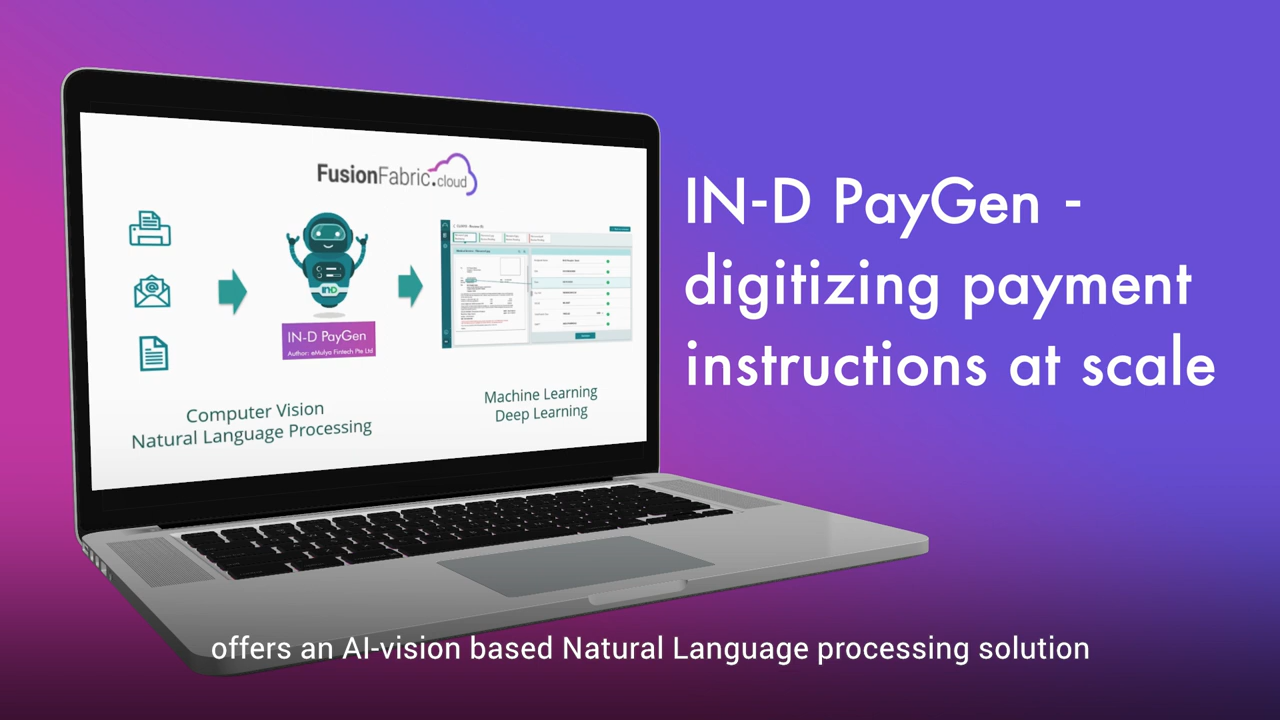 FusionFabric.cloud
IN-D
IN-D PayGen
Author: eMulya Fintech Pte Ltd
Computer Vision
Natural Language Processing
Machine Learning
Deep Learning
IN-D PayGen -
digitizing payment
instructions at scale
offers an AI-vision based Natural Language processing solution